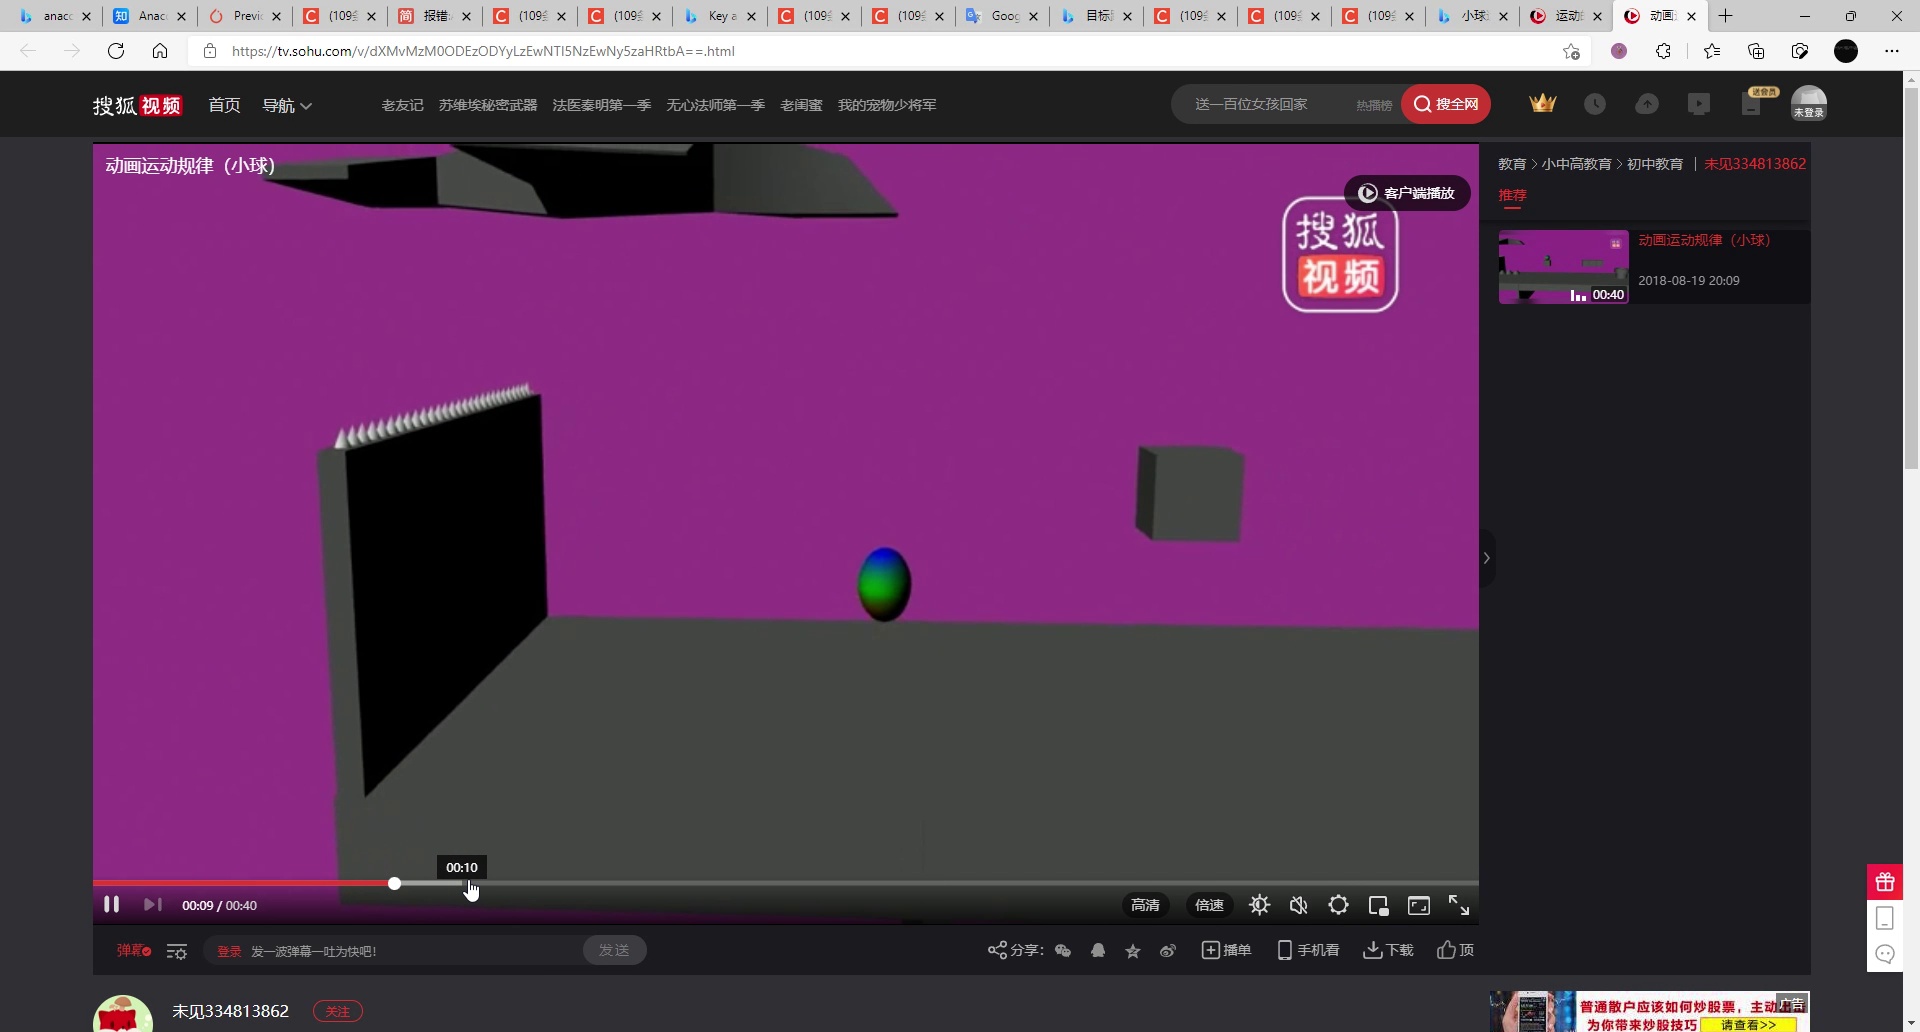 anac
Anac
Previ
(109
(109
报错
(109
(109
Key a
(109
(109
Goog
目标
(109
(109
(109
小球
运动
动画
https://tv.sohu.com/v/dXMvMzM0ODEzODYyLzEwNTI5NzEwNy5zaHRtbA==.html
搜狐视频
首页
导航
老友记
苏维埃秘密武器
法医秦明第一季
无心法师第一季
老闺蜜
我的宠物少将军
送一百位女孩回家
热播榜
搜全网
送会员
未登录
动画运动规律（小球）
客户端播放
搜狐
视频
教育 > 小中高教育 > 初中教育 | 未见334813862
推荐
动画运动规律（小球）
2018-08-19 20:09
00:40
00:10
00:09 / 00:40
高清
倍速
弹幕
登录 发一波弹幕一吐为快吧!
发送
分享:
播单
手机看
下载
顶
未见334813862
关注
普通散户应该如何炒股票，主动出
广告
为你带来炒股技巧
请查看>>